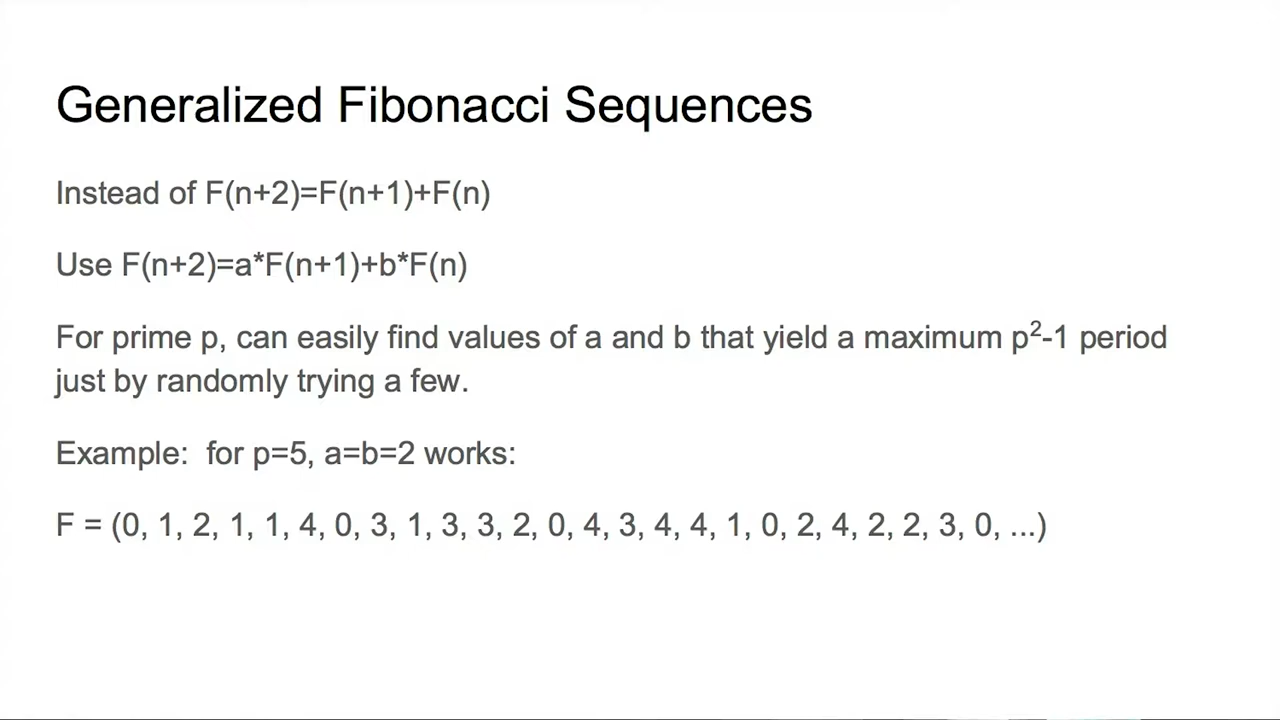 Generalized Fibonacci Sequences
Instead of F(n+2)=F(n+1)+F(n)
Use F(n+2)=a*F(n+1)+b*F(n)
For prime p, can easily find values of a and b that yield a maximum p²-1 period
just by randomly trying a few.
Example:  for p=5, a=b=2 works:
F = (0, 1, 2, 1, 1, 4, 0, 3, 1, 3, 3, 2, 0, 4, 3, 4, 4, 1, 0, 2, 4, 2, 2, 3, 0, ...)